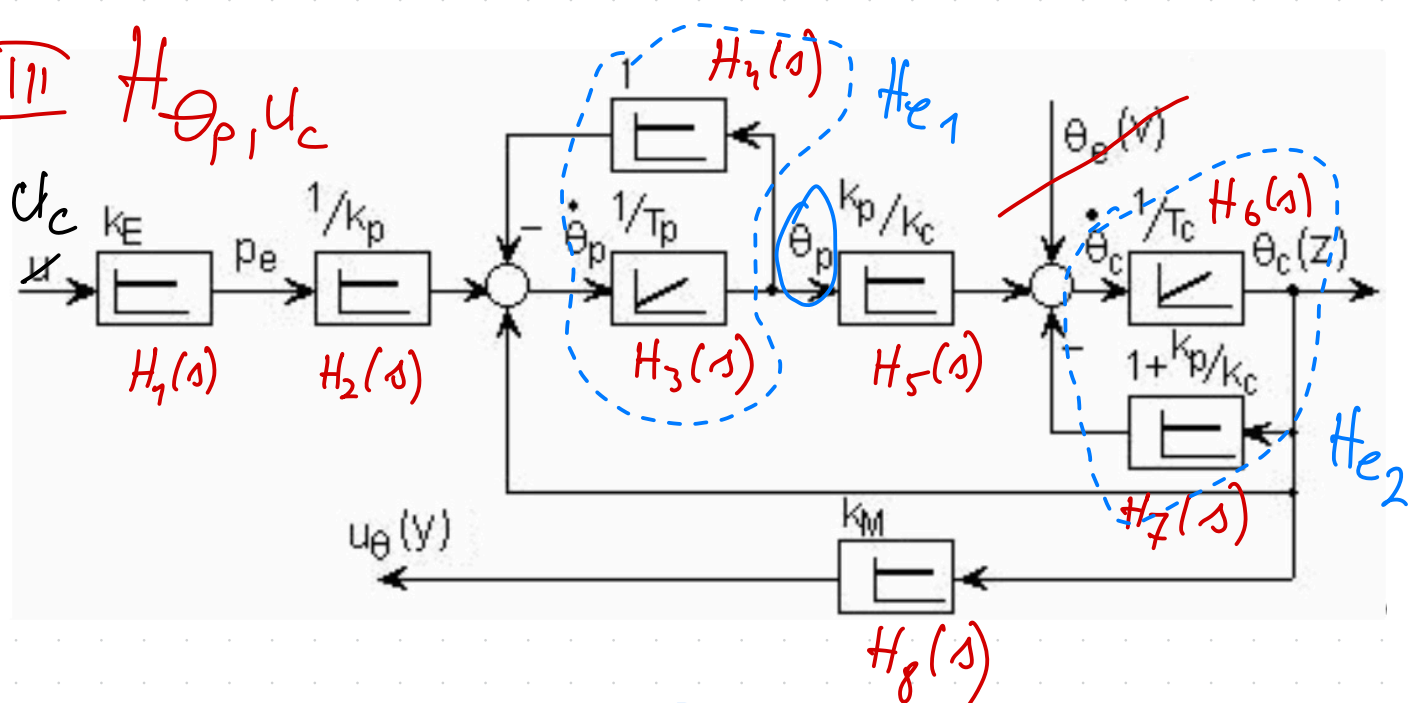 III H_θp,Uc
H4(s)
He1
1
θe(v)
Uc
u
kE
pe
1/kp
θ̇p
1/Tp
θp
kp/kc
θ̇c
1/Tc
H6(s)
θc(z)
H1(s)
H2(s)
H3(s)
H5(s)
1+kp/kc
He2
H7(s)
uθ(y)
kM
H8(s)